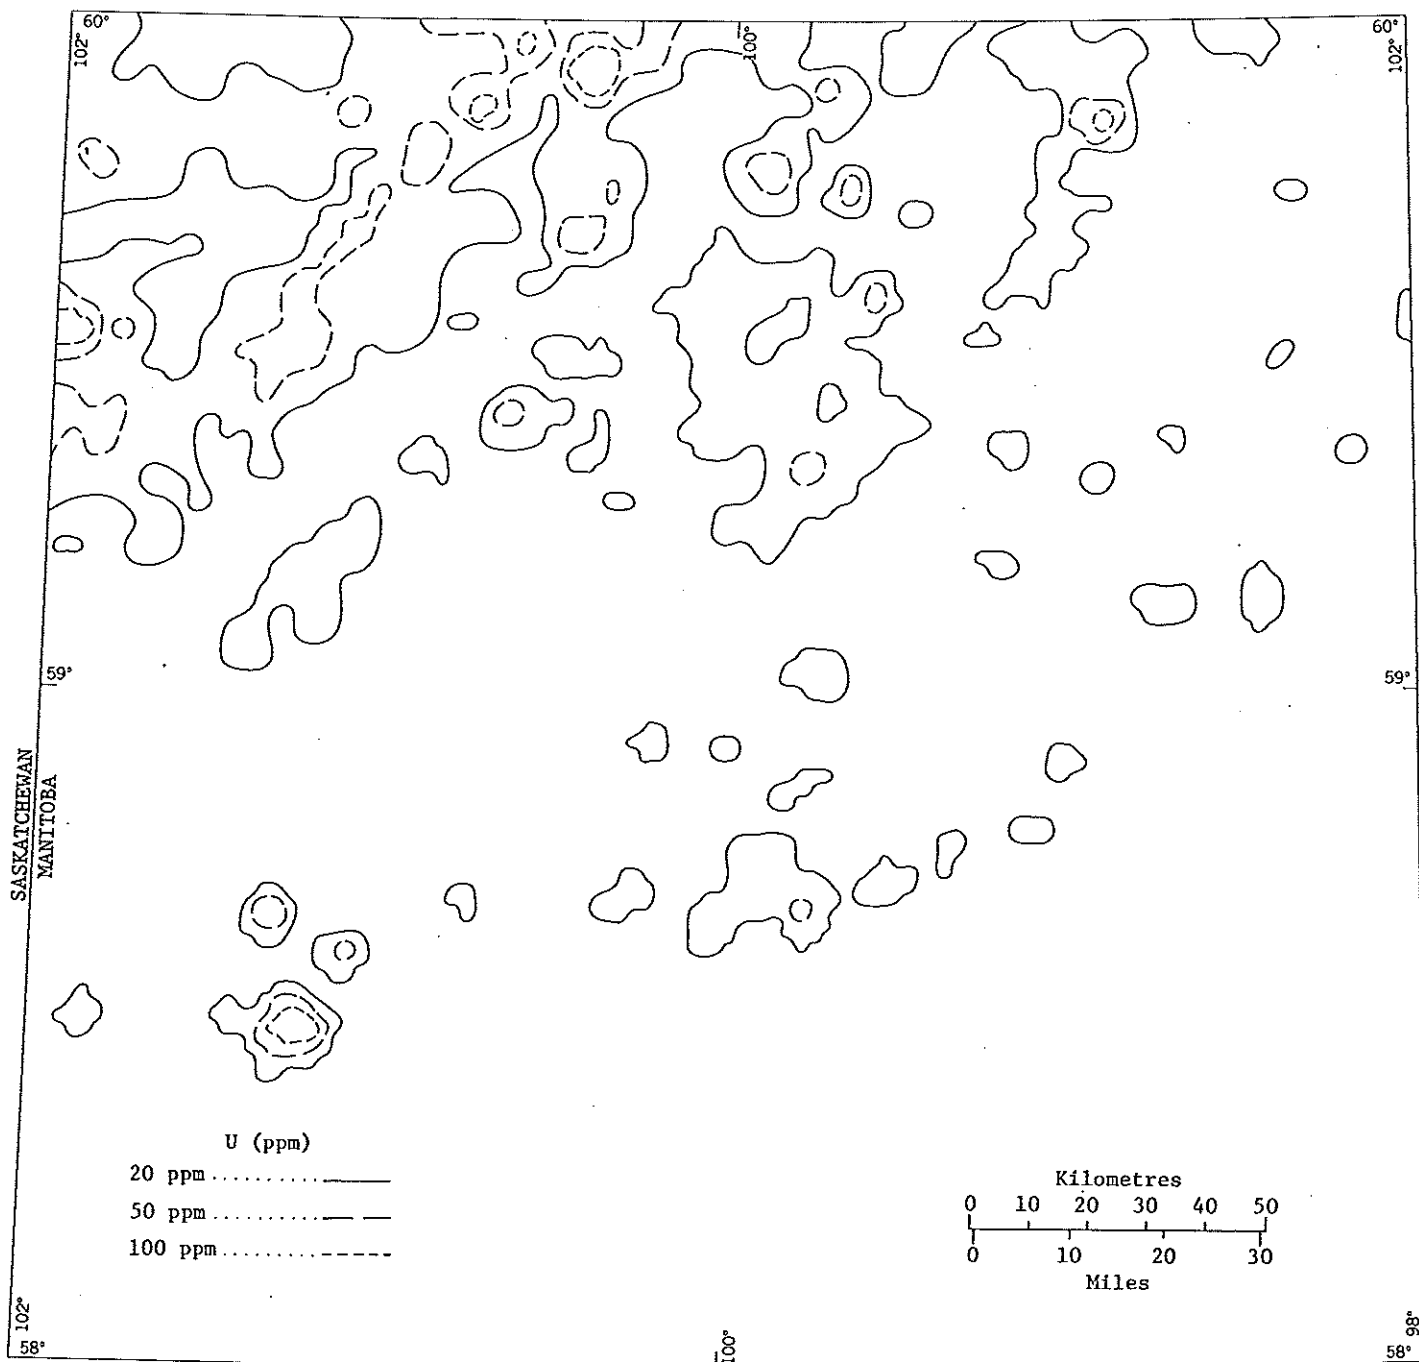 60°
102°
100°
60°
102°
59°
59°
SASKATCHEWAN
MANITOBA
U (ppm)
20 ppm..........
50 ppm..........
100 ppm..........
Kilometres
0 10 20 30 40 50
0 10 20 30
Miles
102°
58°
100°
98°
58°